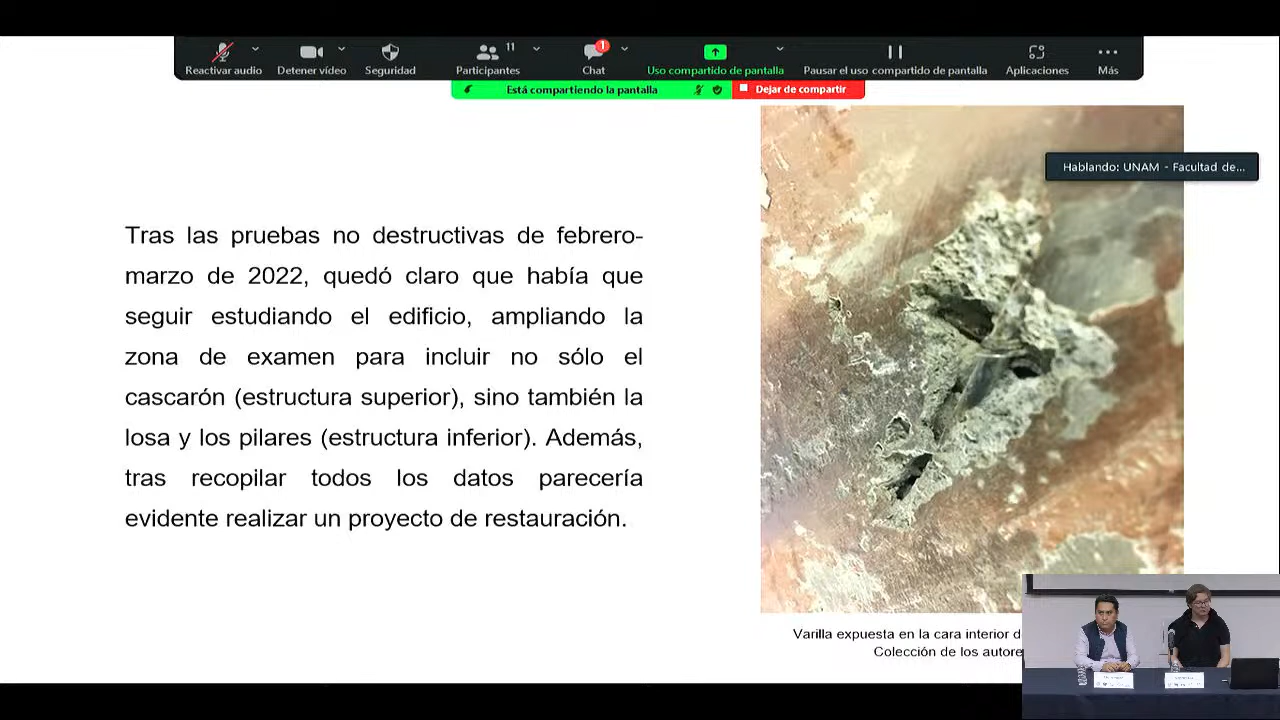 11
1
Reactivar audio
Detener vídeo
Seguridad
Participantes
Chat
Uso compartido de pantalla
Pausar el uso compartido de pantalla
Aplicaciones
Más
Está compartiendo la pantalla
Dejar de compartir
Hablando: UNAM - Facultad de...
Tras las pruebas no destructivas de febrero-
marzo de 2022, quedó claro que había que
seguir estudiando el edificio, ampliando la
zona de examen para incluir no sólo el
cascarón (estructura superior), sino también la
losa y los pilares (estructura inferior). Además,
tras recopilar todos los datos parecería
evidente realizar un proyecto de restauración.
Varilla expuesta en la cara interior
Colección de los